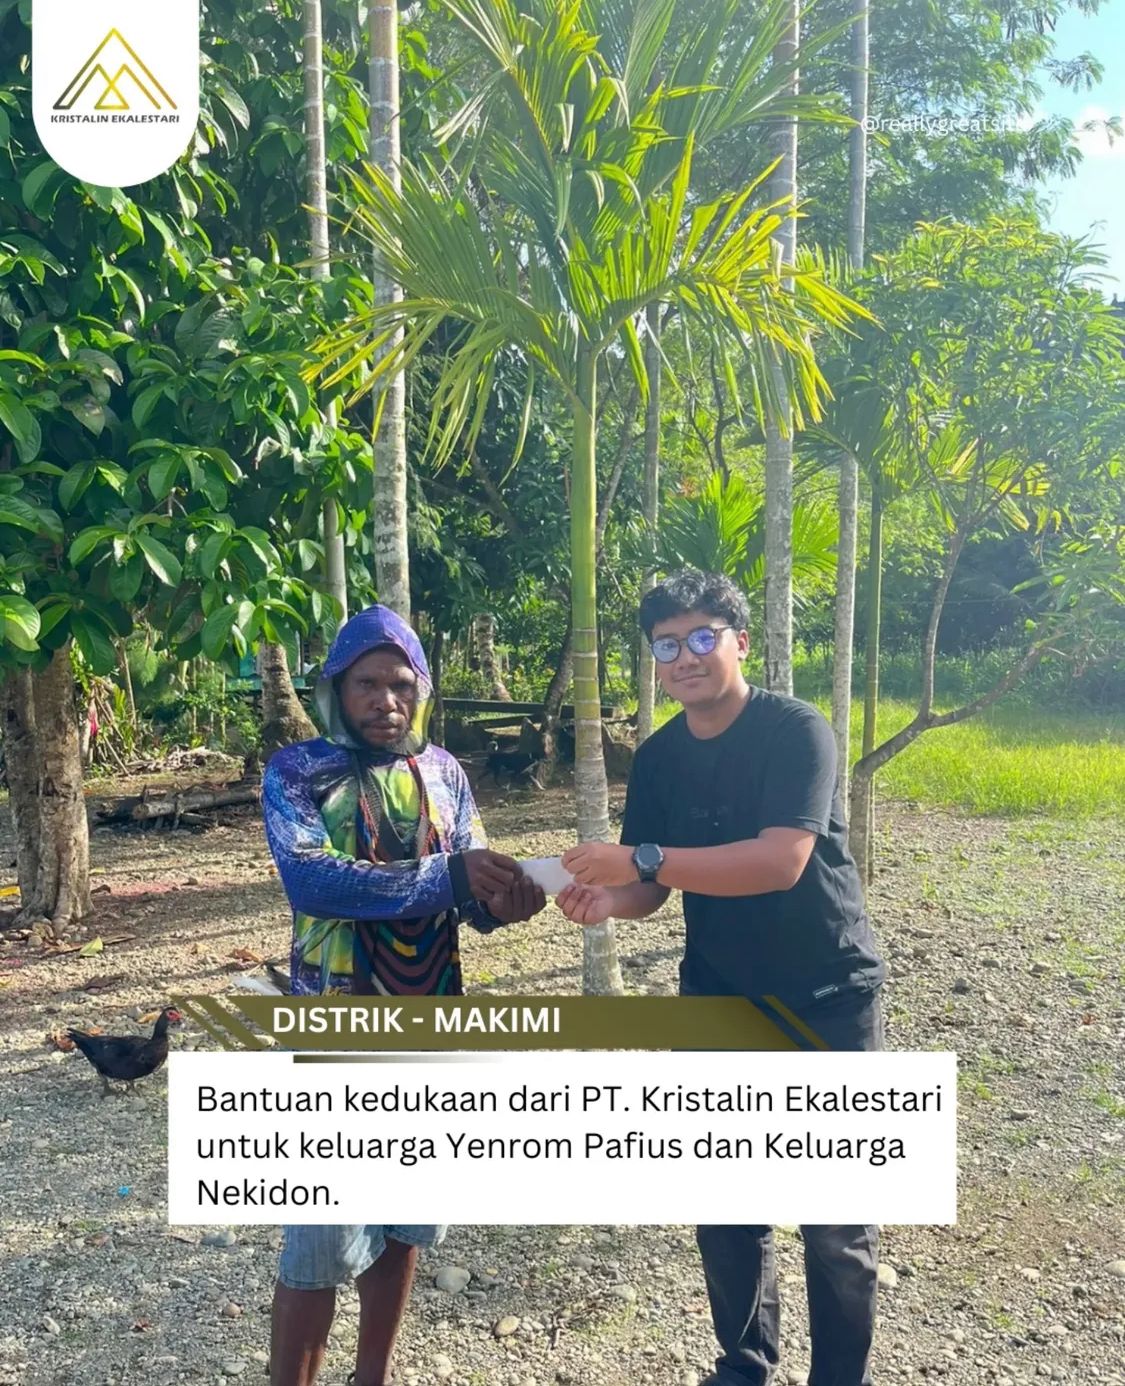 KRISTALIN EKALESTARI
DISTRIK - MAKIMI
Bantuan kedukaan dari PT. Kristalin Ekalestari
untuk keluarga Yenrom Pafius dan Keluarga
Nekidon.